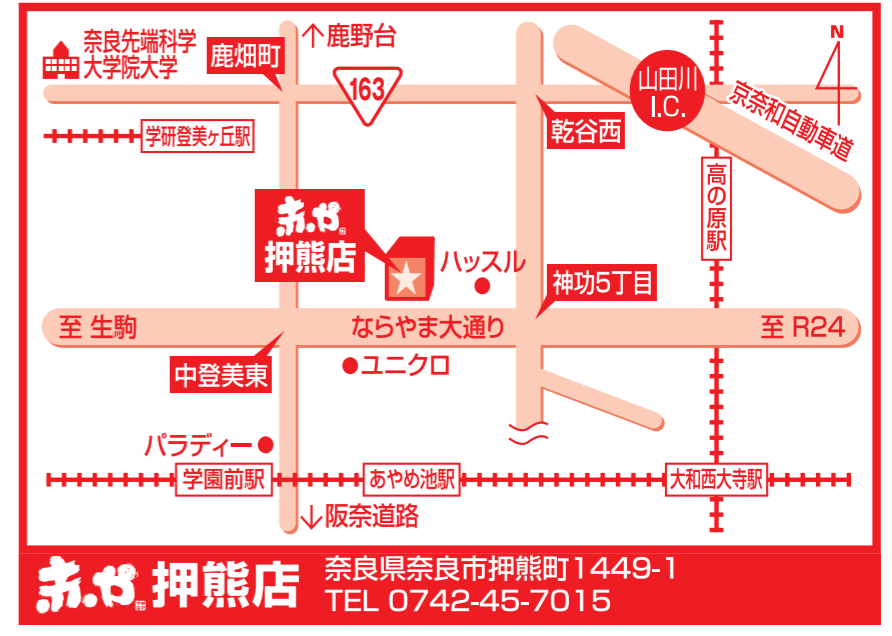 奈良先端科学
大学院大学
鹿畑町
↑鹿野台
163
山田川
I.C.
N
京奈和自動車道
乾谷西
学研登美ヶ丘駅
高の原駅
赤や
押熊店
ハッスル
神功5丁目
至 生駒
ならやま大通り
至 R24
中登美東
●ユニクロ
パラディー●
学園前駅
あやめ池駅
大和西大寺駅
↓阪奈道路
赤や 押熊店
奈良県奈良市押熊町1449-1
TEL 0742-45-7015